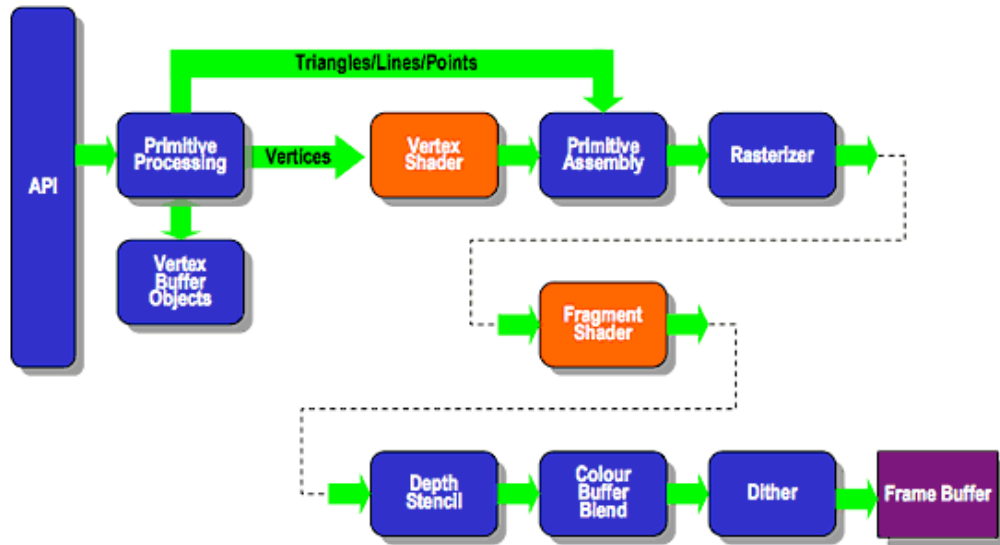 Triangles/Lines/Points
API
Primitive
Processing
Vertices
Vertex
Shader
Primitive
Assembly
Rasterizer
Vertex
Buffer
Objects
Fragment
Shader
Depth
Stencil
Colour
Buffer
Blend
Dither
Frame Buffer